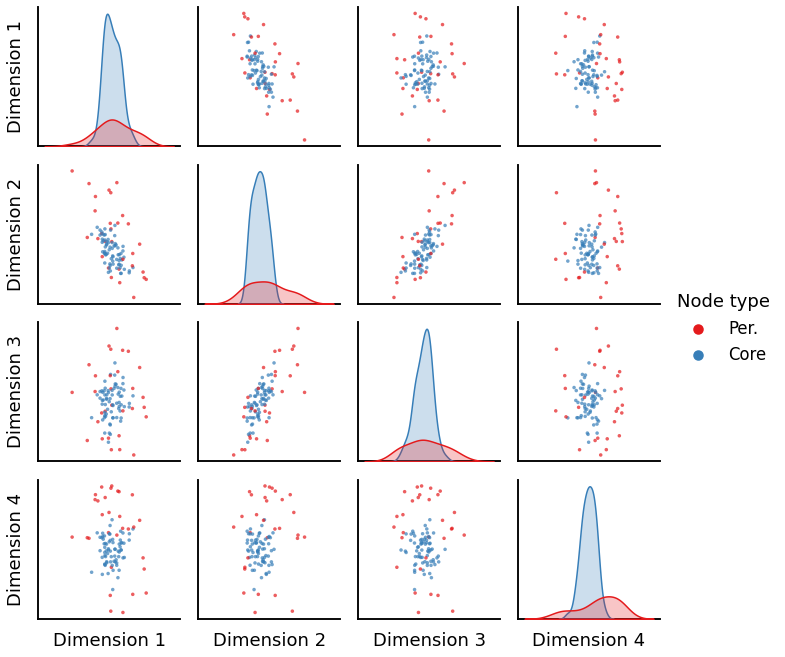 Dimension 1
Dimension 2
Dimension 3
Dimension 4
Node type
Per.
Core
Dimension 1
Dimension 2
Dimension 3
Dimension 4